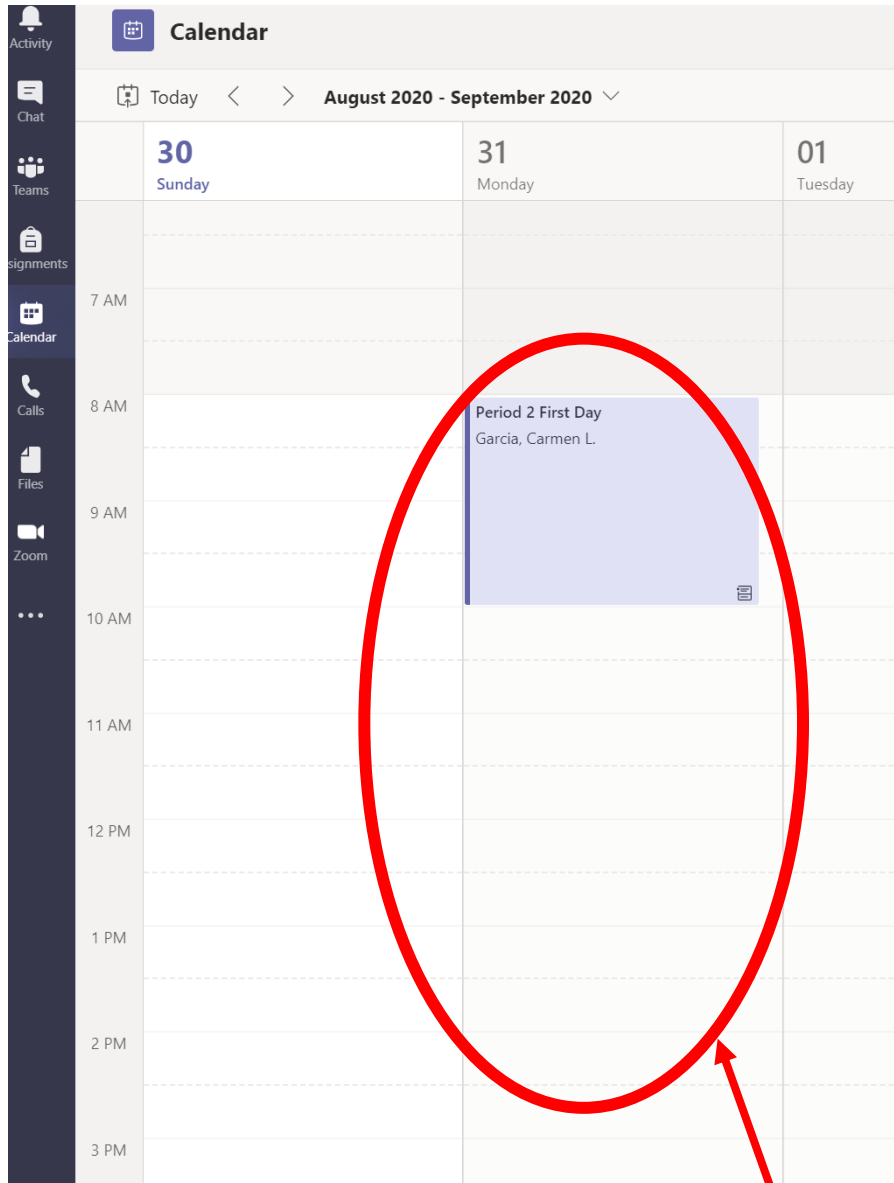 Activity
Chat
Teams
signments
Calendar
Calls
Files
Zoom
Calendar
Today
August 2020 - September 2020
30
Sunday
31
Monday
01
Tuesday
7 AM
8 AM
9 AM
10 AM
11 AM
12 PM
1 PM
2 PM
3 PM
Period 2 First Day
Garcia, Carmen L.